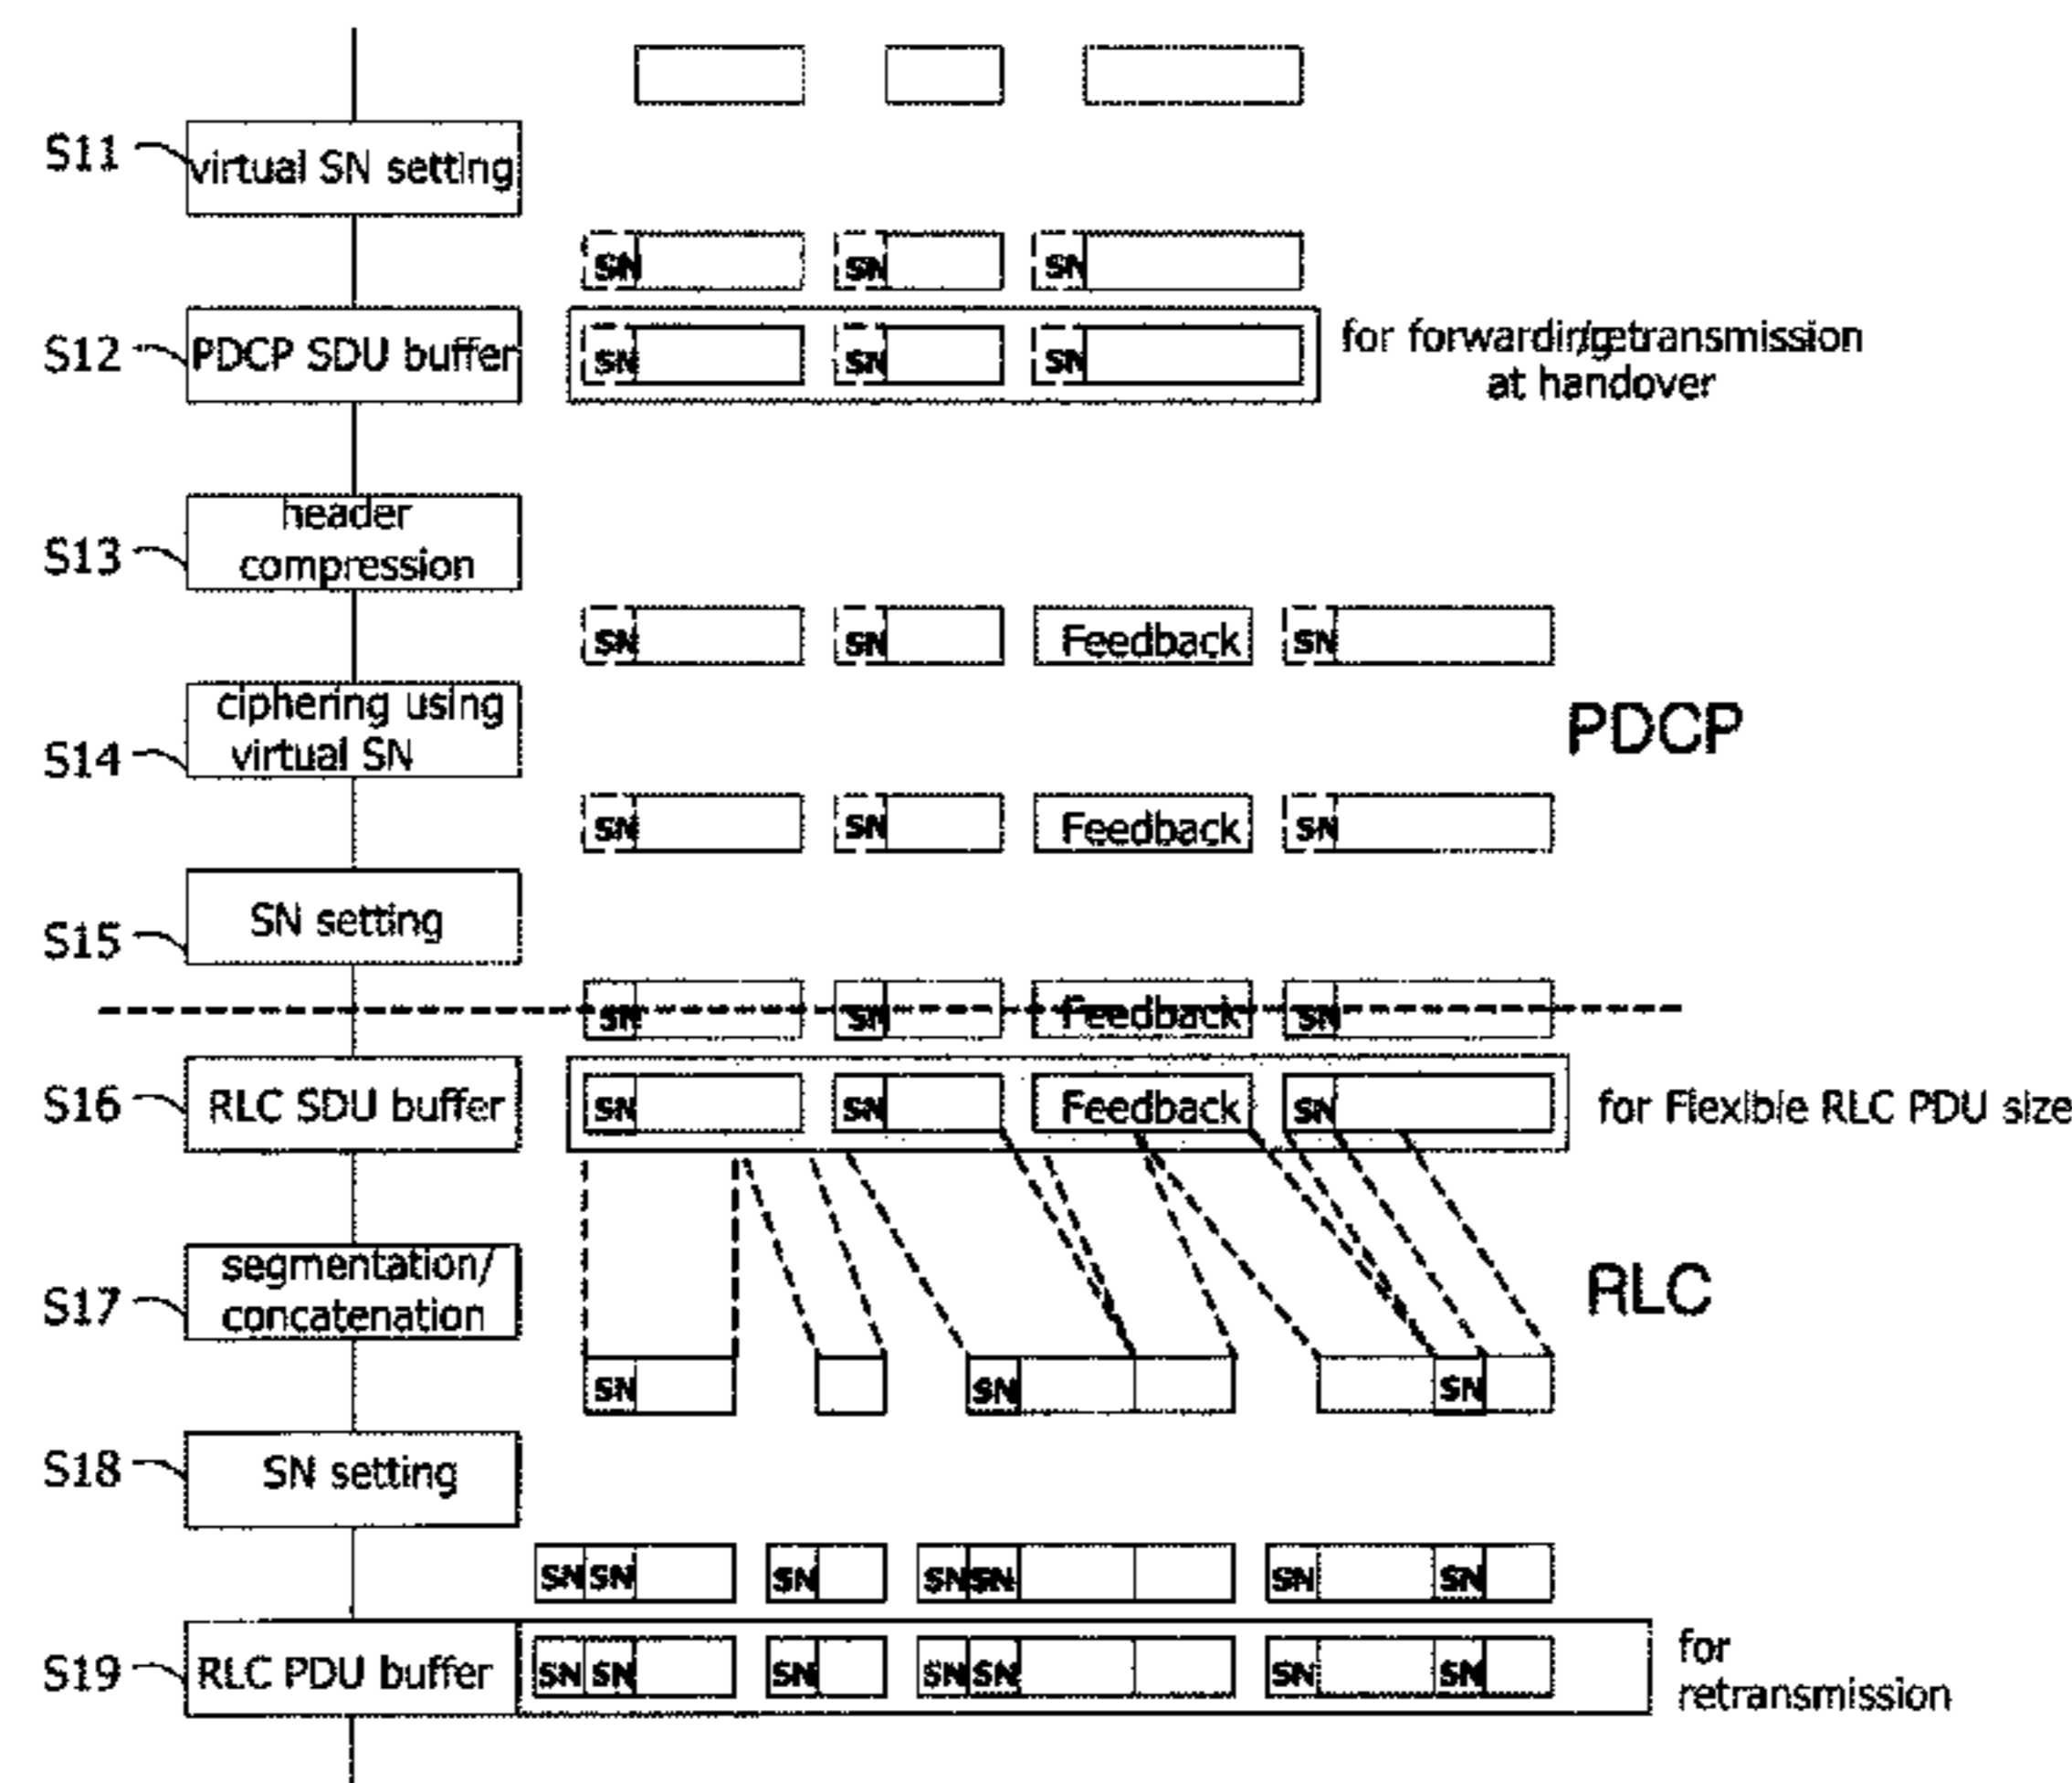 S11
virtual SN setting
SN SN SN
S12
PDCP SDU buffer
SN SN SN
for forwarding/retransmission
at handover
S13
header
compression
SN SN Feedback SN
S14
ciphering using
virtual SN
PDCP
SN SN Feedback SN
S15
SN setting
SN SN Feedback SN
S16
RLC SDU buffer
SN SN Feedback SN
for Flexible RLC PDU size
S17
segmentation/
concatenation
RLC
SN SN SN
S18
SN setting
SN SN SN SN SN SN SN
S19
RLC PDU buffer
SN SN SN SN SN SN SN
for
retransmission